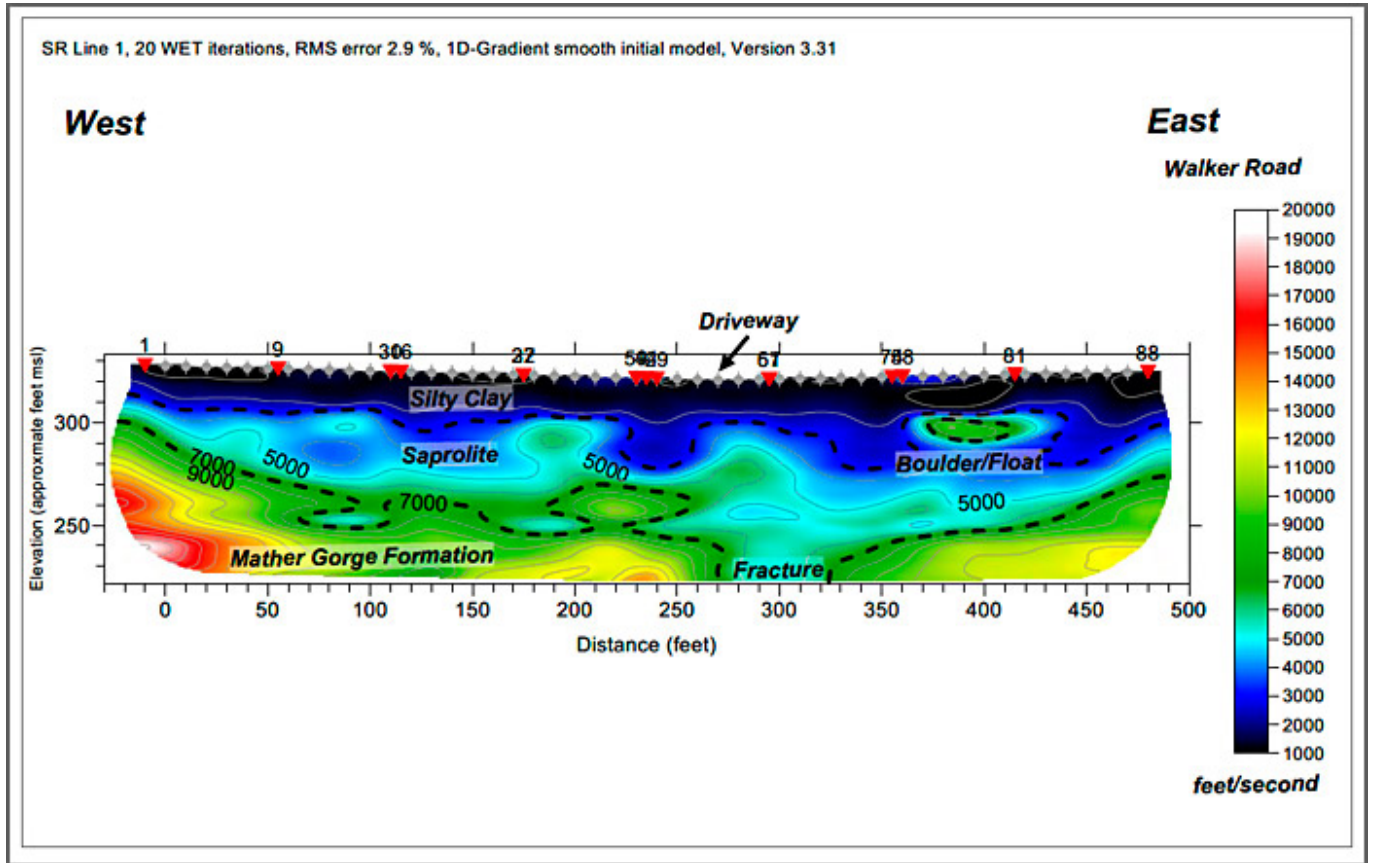 SR Line 1, 20 WET iterations, RMS error 2.9 %, 1D-Gradient smooth initial model, Version 3.31
West
East
Walker Road
Driveway
1 9 81 88
Silty Clay
Saprolite
Boulder/Float
Mather Gorge Formation
Fracture
7000
9000
5000
7000
5000
5000
Elevation (approximate feet msl)
300
250
0 50 100 150 200 250 300 350 400 450 500
Distance (feet)
20000
19000
18000
17000
16000
15000
14000
13000
12000
11000
10000
9000
8000
7000
6000
5000
4000
3000
2000
1000
feet/second